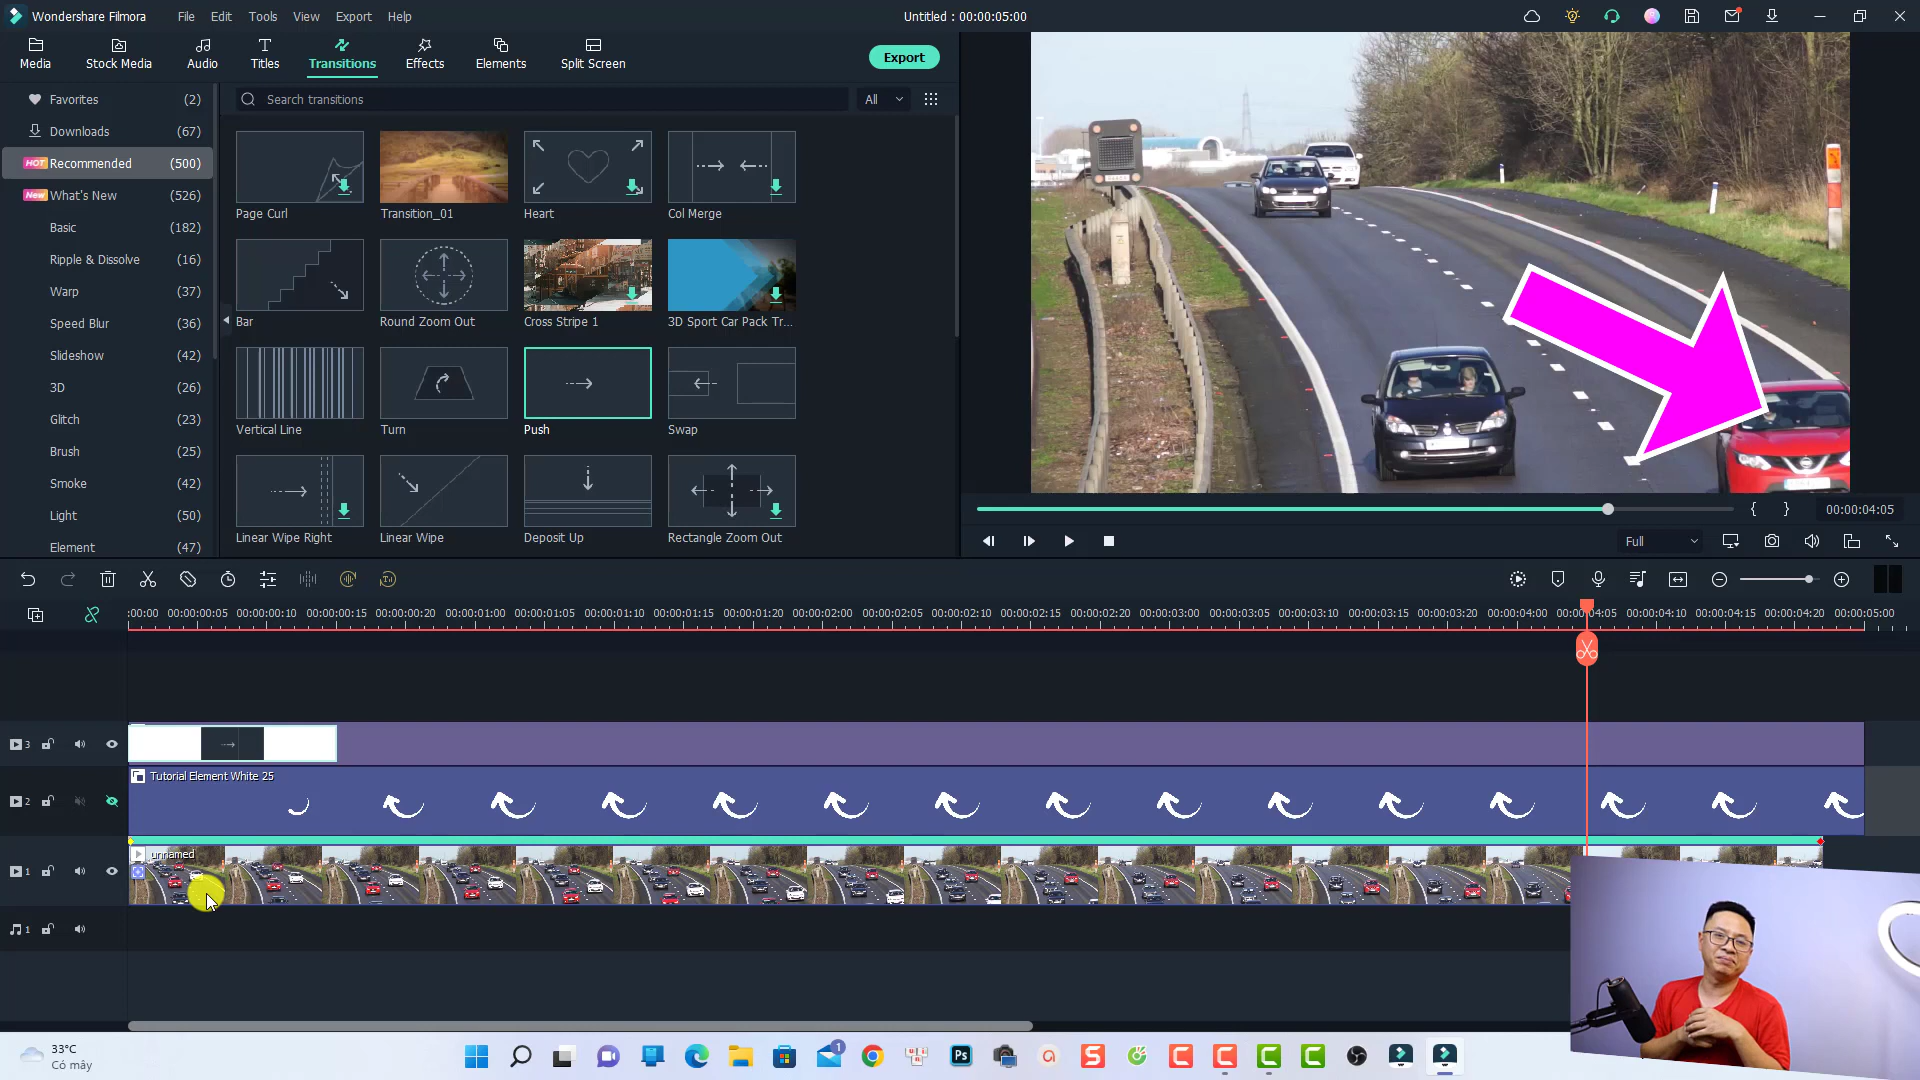 Wondershare Filmora File Edit Tools View Export Help Untitled : 00:00:05:00
Media Stock Media Audio Titles Transitions Effects Elements Split Screen Export
Favorites (2)
Downloads (67)
HOT Recommended (500)
New What's New (526)
Basic (182)
Ripple & Dissolve (16)
Warp (37)
Speed Blur (36)
Slideshow (42)
3D (26)
Glitch (23)
Brush (25)
Smoke (42)
Light (50)
Element (47)
Search transitions All
Page Curl Transition_01 Heart Col Merge
Bar Round Zoom Out Cross Stripe 1 3D Sport Car Pack Tr...
Vertical Line Turn Push Swap
Linear Wipe Right Linear Wipe Deposit Up Rectangle Zoom Out
{ } 00:00:04:05
Full
:00:00 00:00:00:05 00:00:00:10 00:00:00:15 00:00:00:20 00:00:01:00 00:00:01:05 00:00:01:10 00:00:01:15 00:00:01:20 00:00:02:00 00:00:02:05 00:00:02:10 00:00:02:15 00:00:02:20 00:00:03:00 00:00:03:05 00:00:03:10 00:00:03:15 00:00:03:20 00:00:04:00 00:00:04:05 00:00:04:10 00:00:04:15 00:00:04:20 00:00:05:00
3
Tutorial Element White 25
2
unnamed
1
1
33°C
Có mây
1
Ps